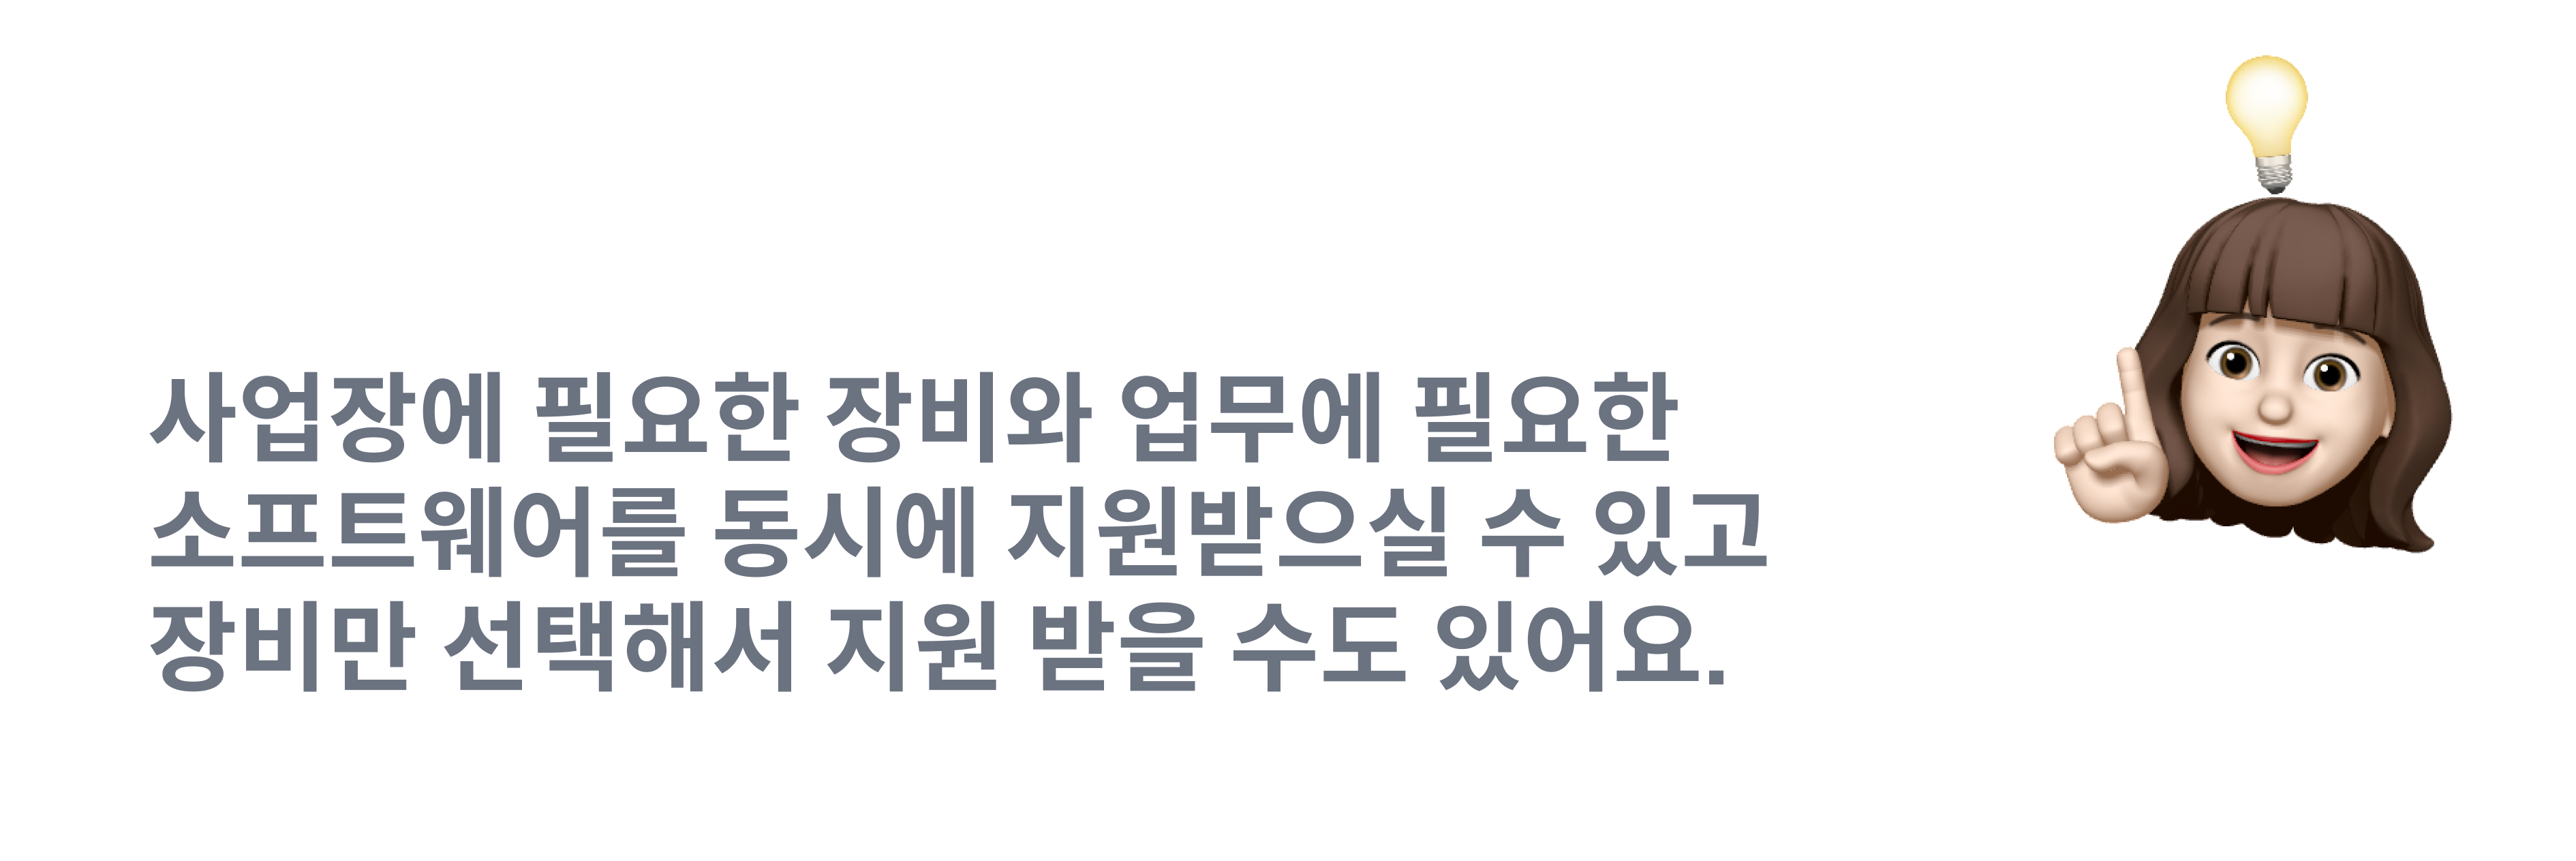 사업장에 필요한 장비와 업무에 필요한
소프트웨어를 동시에 지원받으실 수 있고
장비만 선택해서 지원 받을 수도 있어요.